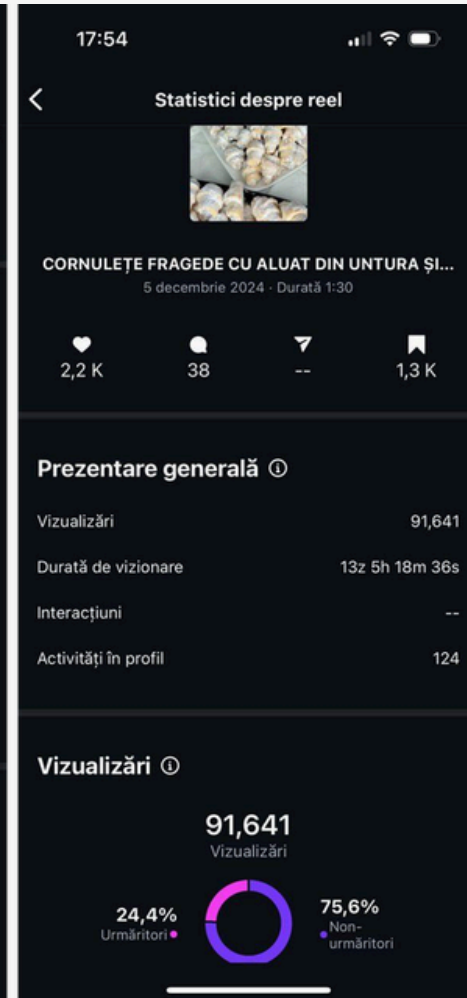 17:54
Statistici despre reel
CORNULEȚE FRAGEDE CU ALUAT DIN UNTURA ȘI...
5 decembrie 2024 · Durată 1:30
2,2 K 38 -- 1,3 K
Prezentare generală
Vizualizări 91,641
Durată de vizionare 13z 5h 18m 36s
Interacțiuni --
Activități în profil 124
Vizualizări
91,641
Vizualizări
24,4%
Urmăritori
75,6%
Non-
urmăritori